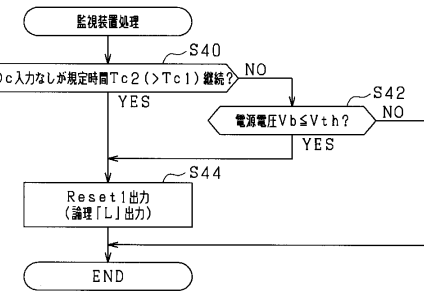 監視装置処理
S40
c入力なしが規定時間Tc2(>Tc1)継続?
NO
YES
S42
電源電圧Vb≦Vth?
NO
YES
S44
Reset1出力
(論理「L」出力)
END